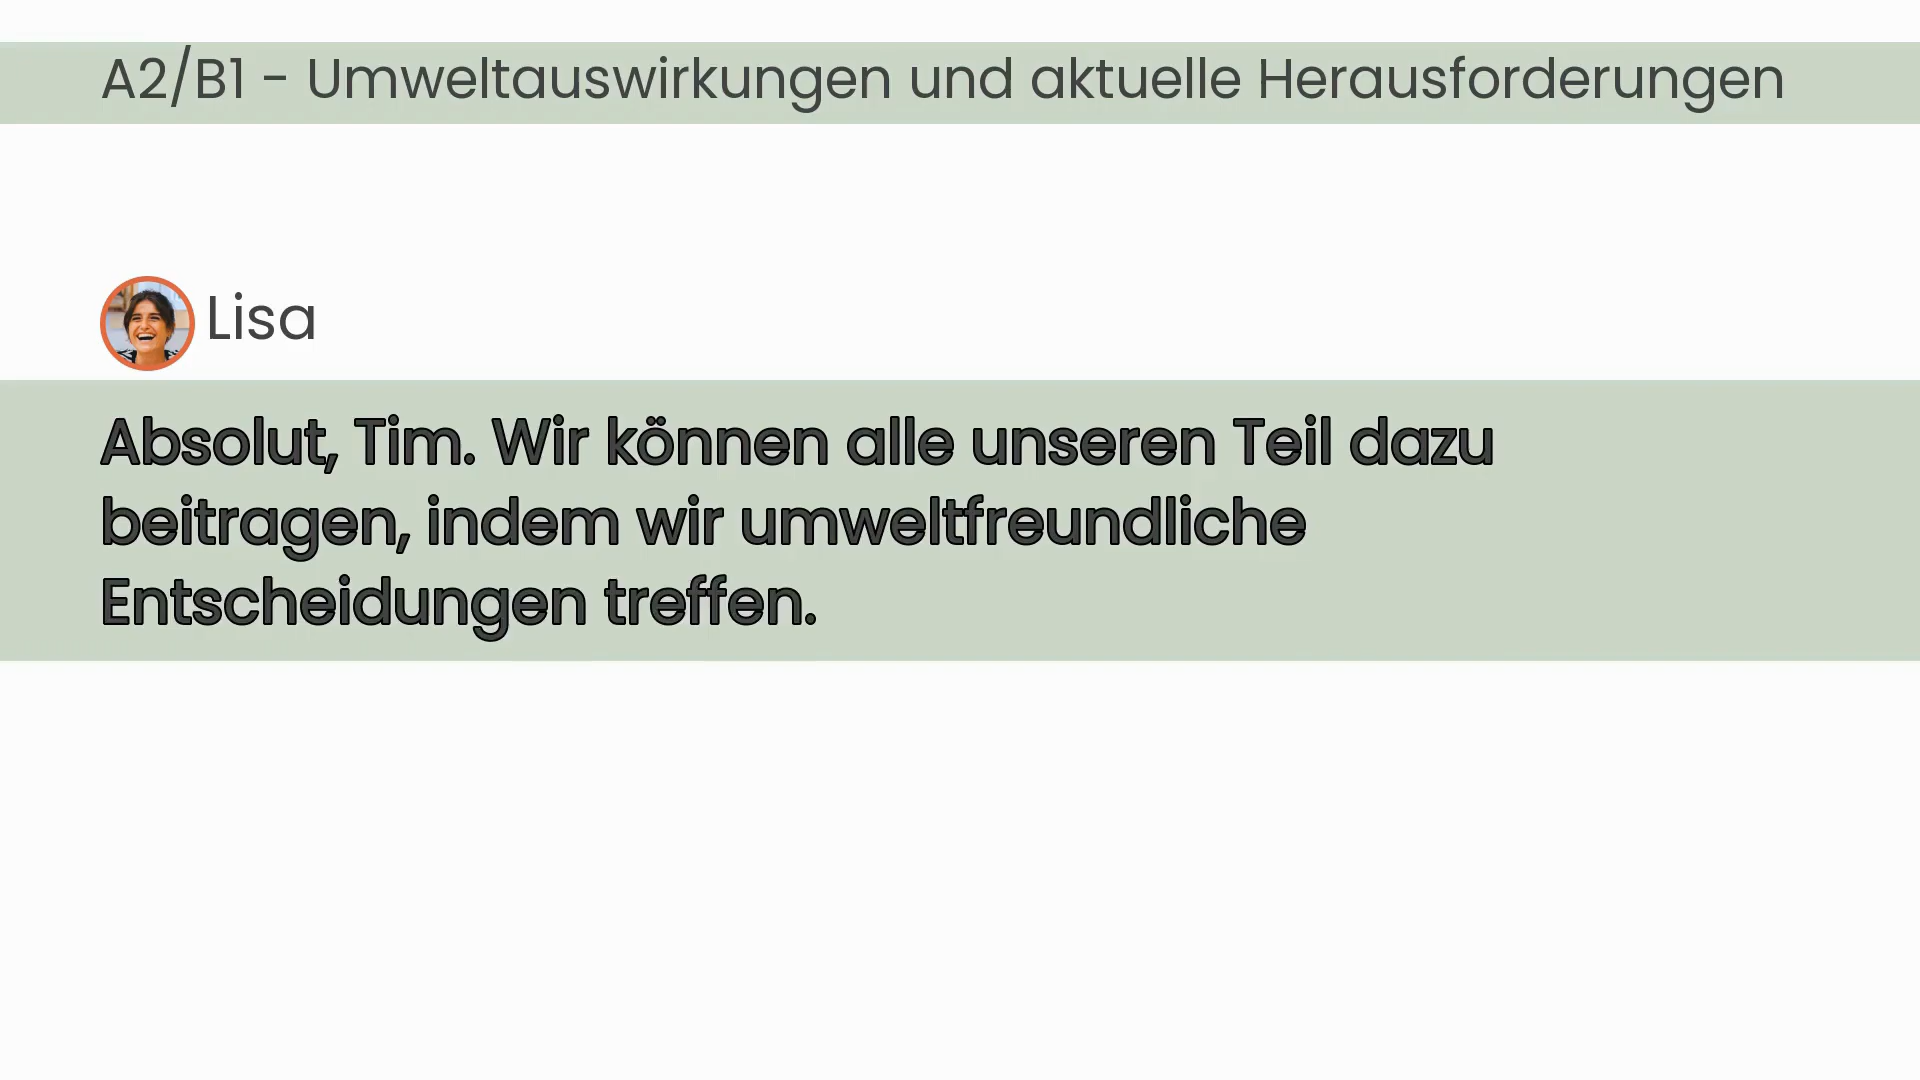 A2/B1 - Umweltauswirkungen und aktuelle Herausforderungen
Lisa
Absolut, Tim. Wir können alle unseren Teil dazu
beitragen, indem wir umweltfreundliche
Entscheidungen treffen.